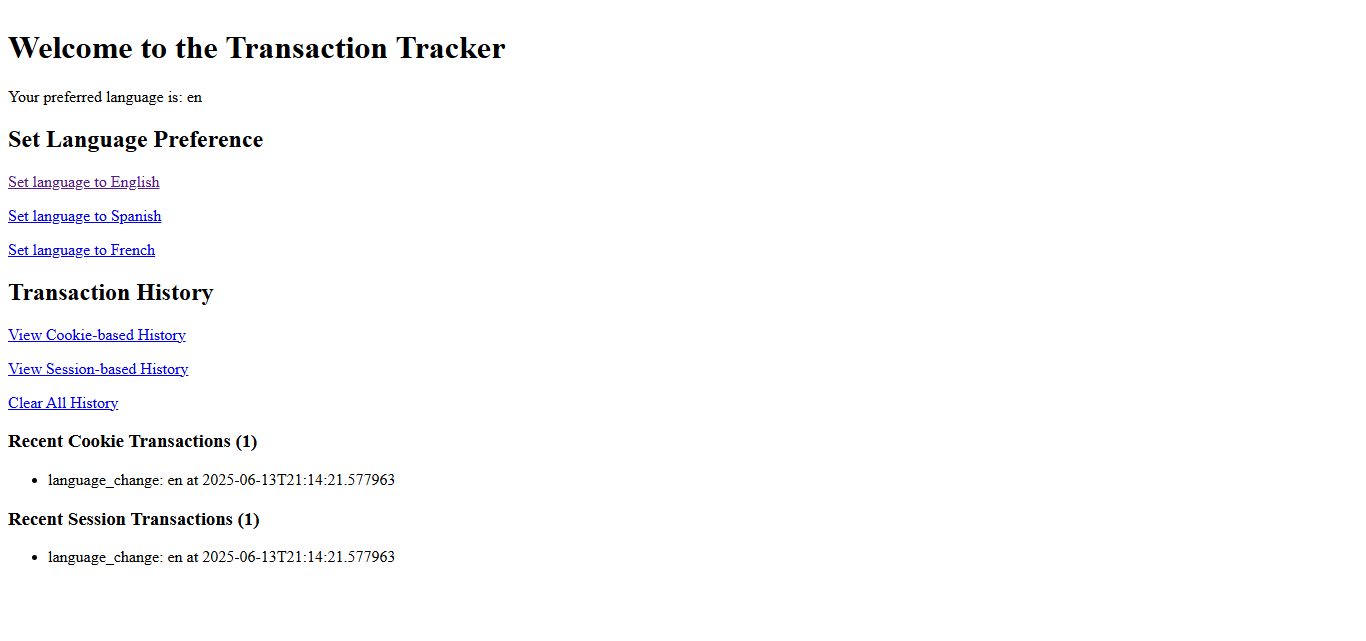 Welcome to the Transaction Tracker
Your preferred language is: en
Set Language Preference
Set language to English
Set language to Spanish
Set language to French
Transaction History
View Cookie-based History
View Session-based History
Clear All History
Recent Cookie Transactions (1)
• language_change: en at 2025-06-13T21:14:21.577963
Recent Session Transactions (1)
• language_change: en at 2025-06-13T21:14:21.577963